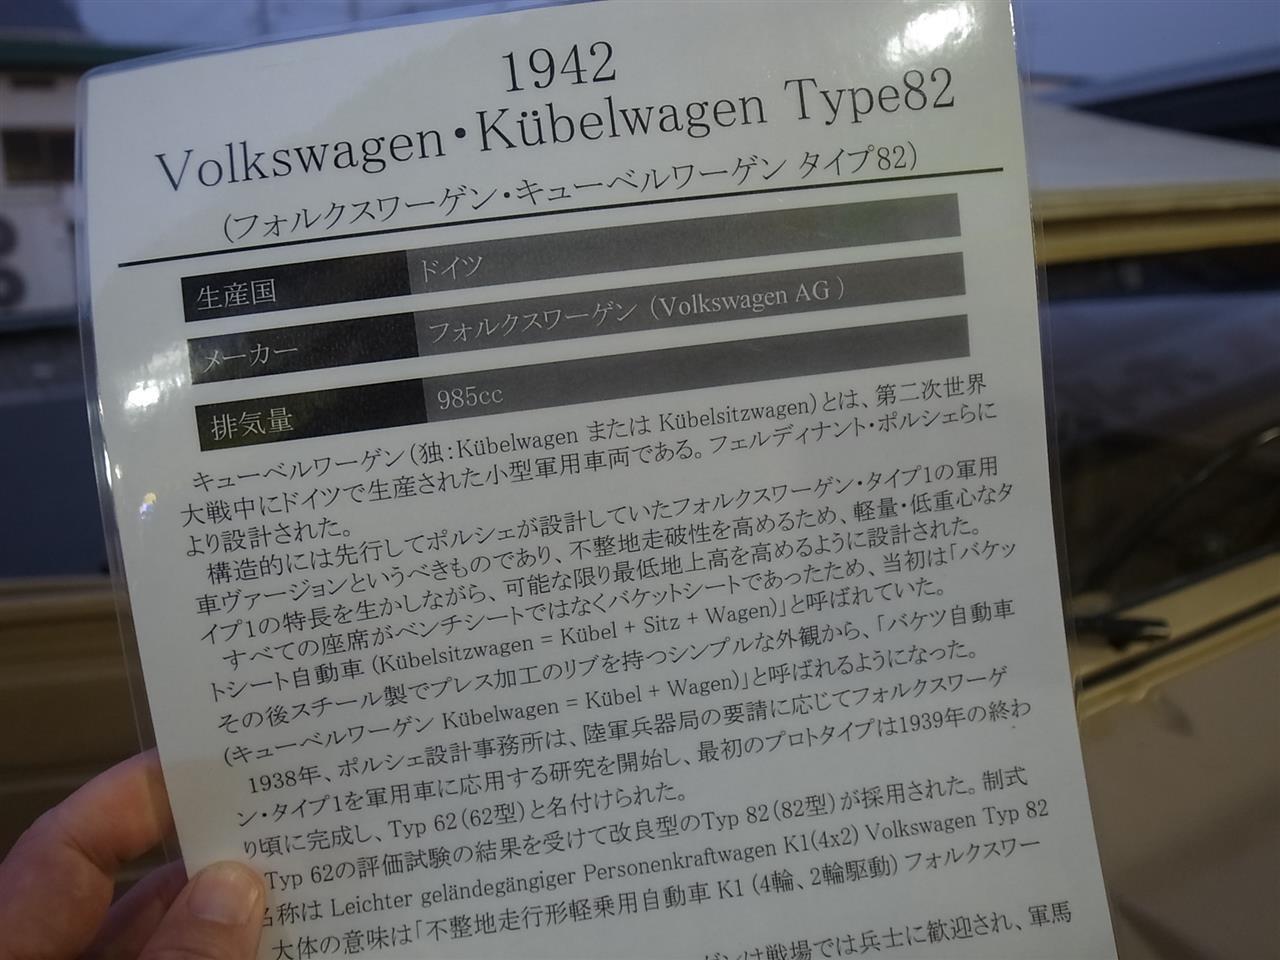 1942
Volkswagen・Kübelwagen Type82
(フォルクスワーゲン・キューベルワーゲン タイプ82)
生産国 ドイツ
メーカー フォルクスワーゲン (Volkswagen AG )
排気量 985cc
キューベルワーゲン(独:Kübelwagen または Kübelsitzwagen)とは、第二次世界
大戦中にドイツで生産された小型軍用車両である。フェルディナント・ポルシェらに
より設計された。
構造的には先行してポルシェが設計していたフォルクスワーゲン・タイプ1の軍用
車ヴァージョンというべきものであり、不整地走破性を高めるため、軽量・低重心なタ
イプ1の特長を生かしながら、可能な限り最低地上高を高めるように設計された。
すべての座席がベンチシートではなくバケットシートであったため、当初は「バケッ
トシート自動車 (Kübelsitzwagen = Kübel + Sitz + Wagen)」と呼ばれていた。
その後スチール製でプレス加工のリブを持つシンプルな外観から、「バケツ自動車
(キューベルワーゲン Kübelwagen = Kübel + Wagen)」と呼ばれるようになった。
1938年、ポルシェ設計事務所は、陸軍兵器局の要請に応じてフォルクスワーゲ
ン・タイプ1を軍用車に応用する研究を開始し、最初のプロトタイプは1939年の終わ
り頃に完成し、Typ 62(62型)と名付けられた。
Typ 62の評価試験の結果を受けて改良型のTyp 82(82型)が採用された。制式
名称は Leichter geländegängiger Personenkraftwagen K1(4x2) Volkswagen Typ 82
大体の意味は「不整地走行形軽乗用自動車 K1 (4輪、2輪駆動) フォルクスワー
ゲンは戦場では兵士に歓迎され、軍馬